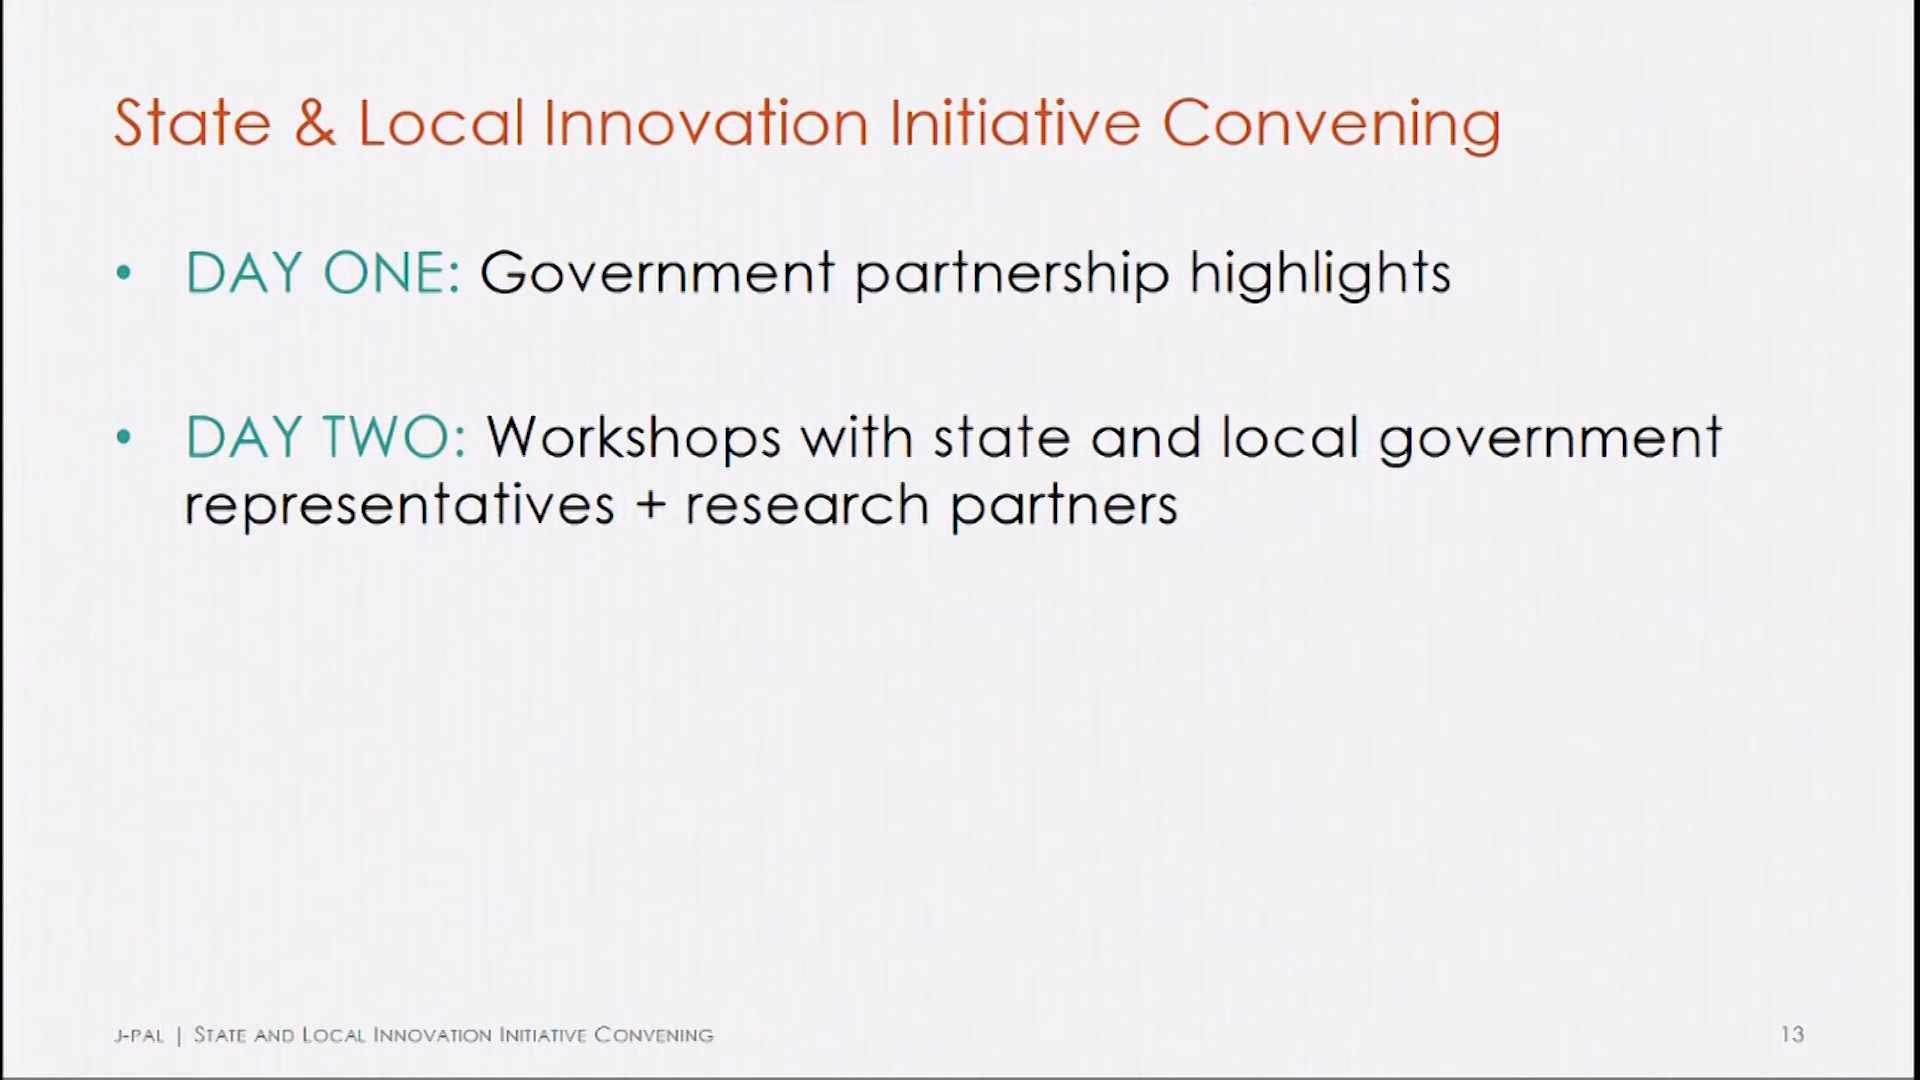 State & Local Innovation Initiative Convening
• DAY ONE: Government partnership highlights
• DAY TWO: Workshops with state and local government
representatives + research partners
J-PAL | STATE AND LOCAL INNOVATION INITIATIVE CONVENING
13